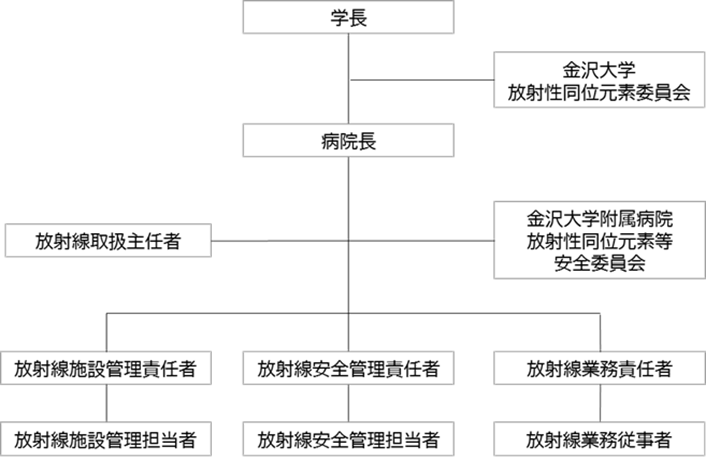 学長
金沢大学
放射性同位元素委員会
病院長
放射線取扱主任者
金沢大学附属病院
放射性同位元素等
安全委員会
放射線施設管理責任者
放射線安全管理責任者
放射線業務責任者
放射線施設管理担当者
放射線安全管理担当者
放射線業務従事者